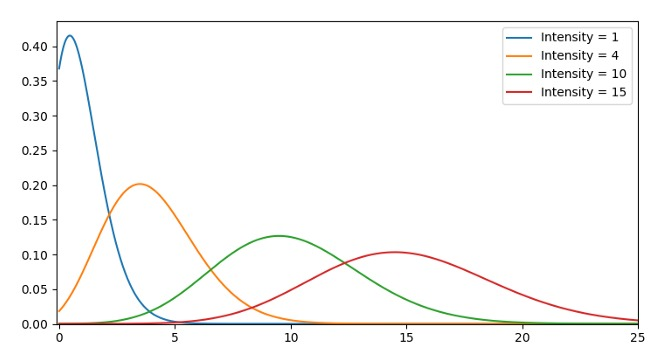 0.40
0.35
0.30
0.25
0.20
0.15
0.10
0.05
0.00
0 5 10 15 20 25
Intensity = 1
Intensity = 4
Intensity = 10
Intensity = 15